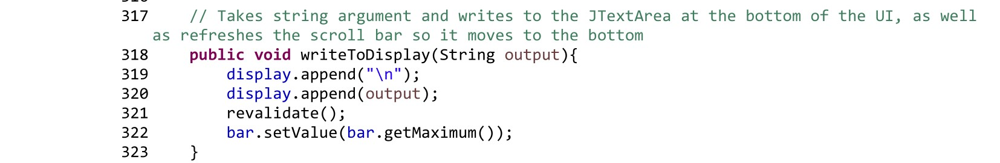 317 // Takes string argument and writes to the JTextArea at the bottom of the UI, as well
as refreshes the scroll bar so it moves to the bottom
318 public void writeToDisplay(String output){
319 display.append("\n");
320 display.append(output);
321 revalidate();
322 bar.setValue(bar.getMaximum());
323 }